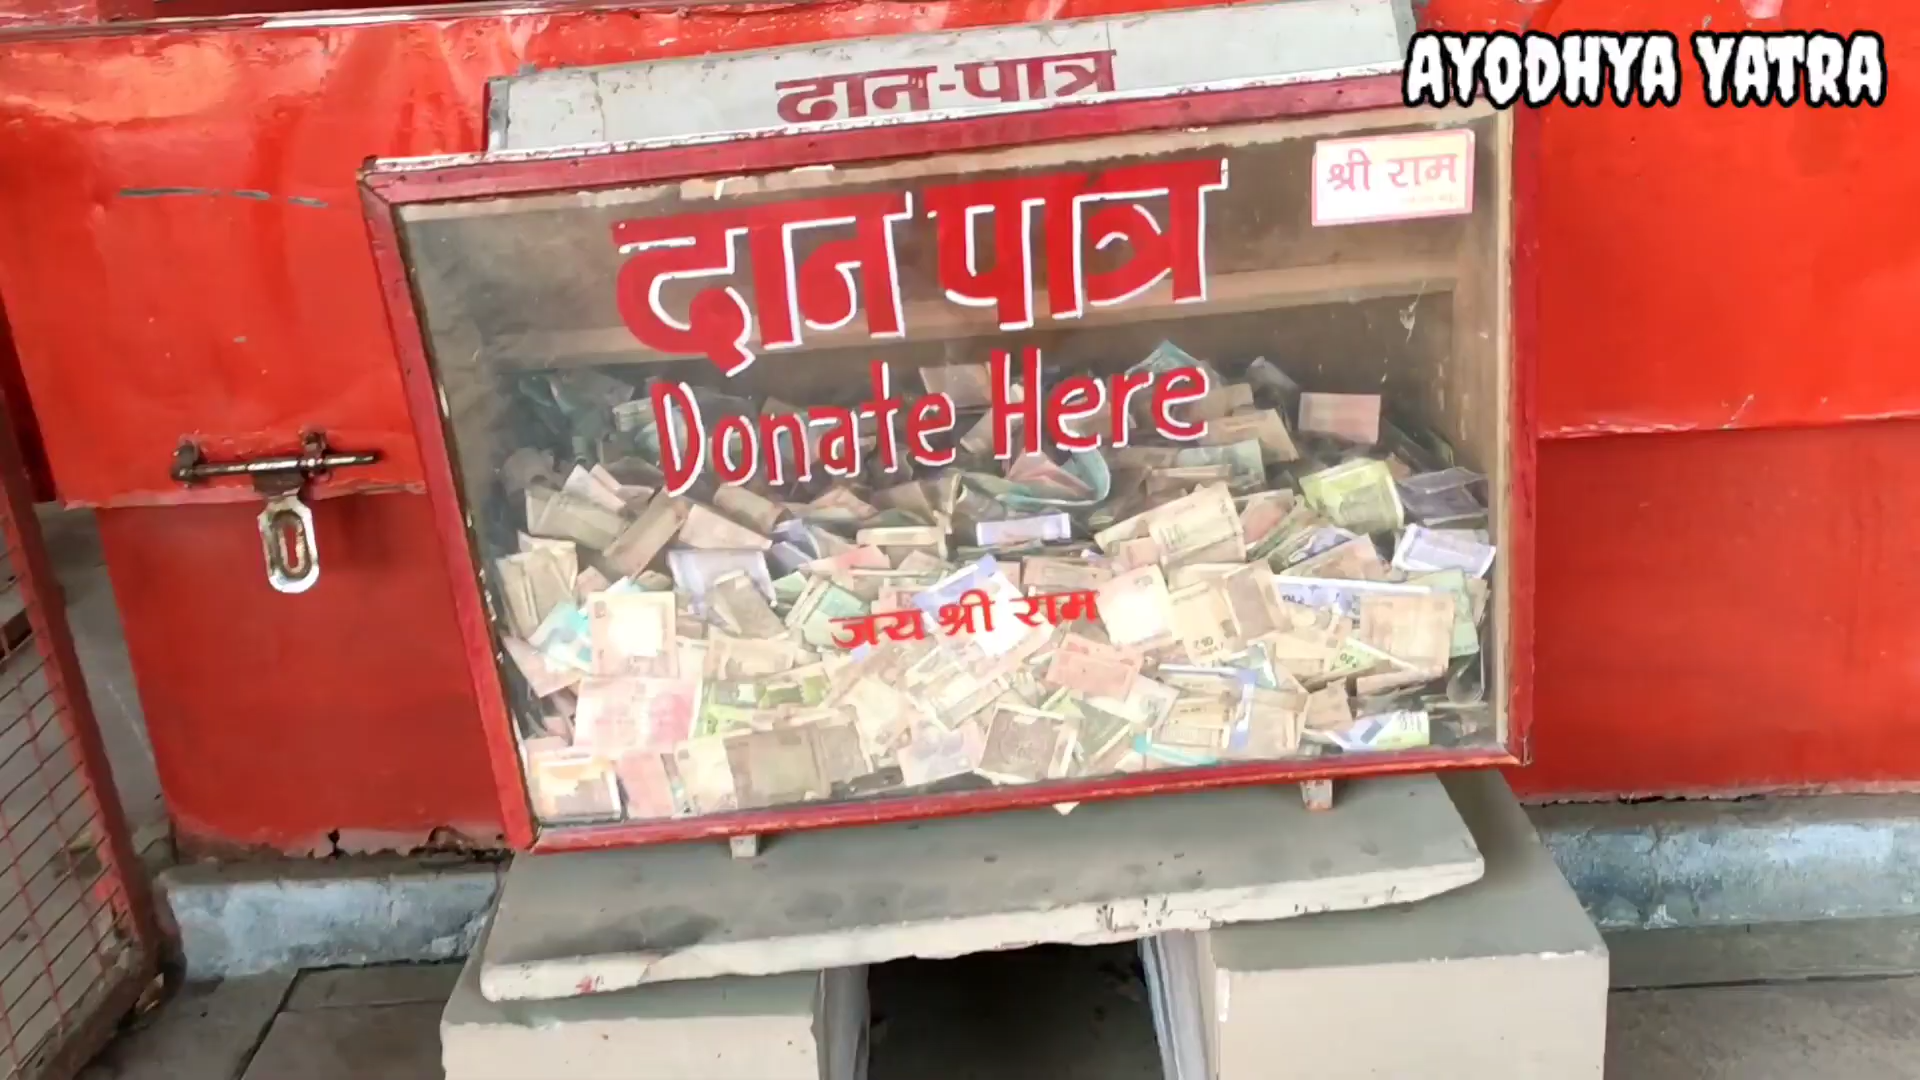 AYODHYA YATRA
दान-पात्र
दान पात्र
श्री राम
Donate Here
जय श्री राम